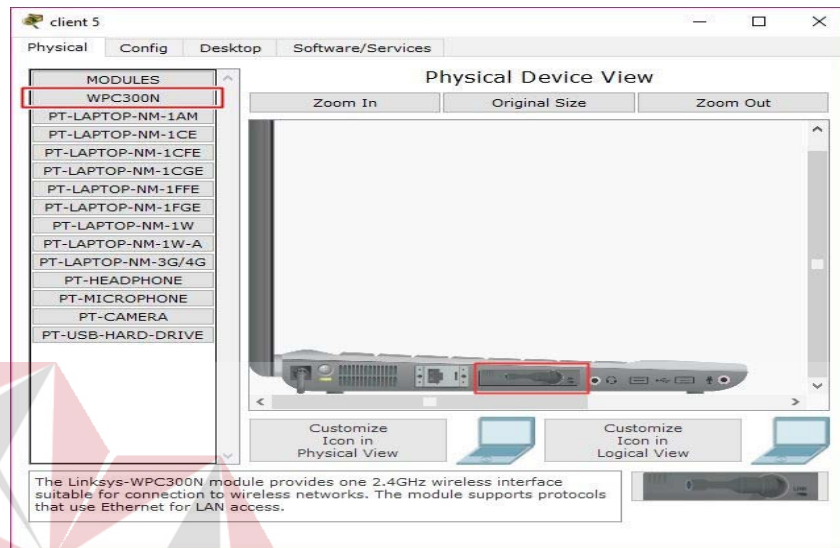 client 5
Physical Config Desktop Software/Services
MODULES
WPC300N
PT-LAPTOP-NM-1AM
PT-LAPTOP-NM-1CE
PT-LAPTOP-NM-1CFE
PT-LAPTOP-NM-1CGE
PT-LAPTOP-NM-1FFE
PT-LAPTOP-NM-1FGE
PT-LAPTOP-NM-1W
PT-LAPTOP-NM-1W-A
PT-LAPTOP-NM-3G/4G
PT-HEADPHONE
PT-MICROPHONE
PT-CAMERA
PT-USB-HARD-DRIVE
Physical Device View
Zoom In Original Size Zoom Out
Customize
Icon in
Physical View
Customize
Icon in
Logical View
The Linksys-WPC300N module provides one 2.4GHz wireless interface
suitable for connection to wireless networks. The module supports protocols
that use Ethernet for LAN access.